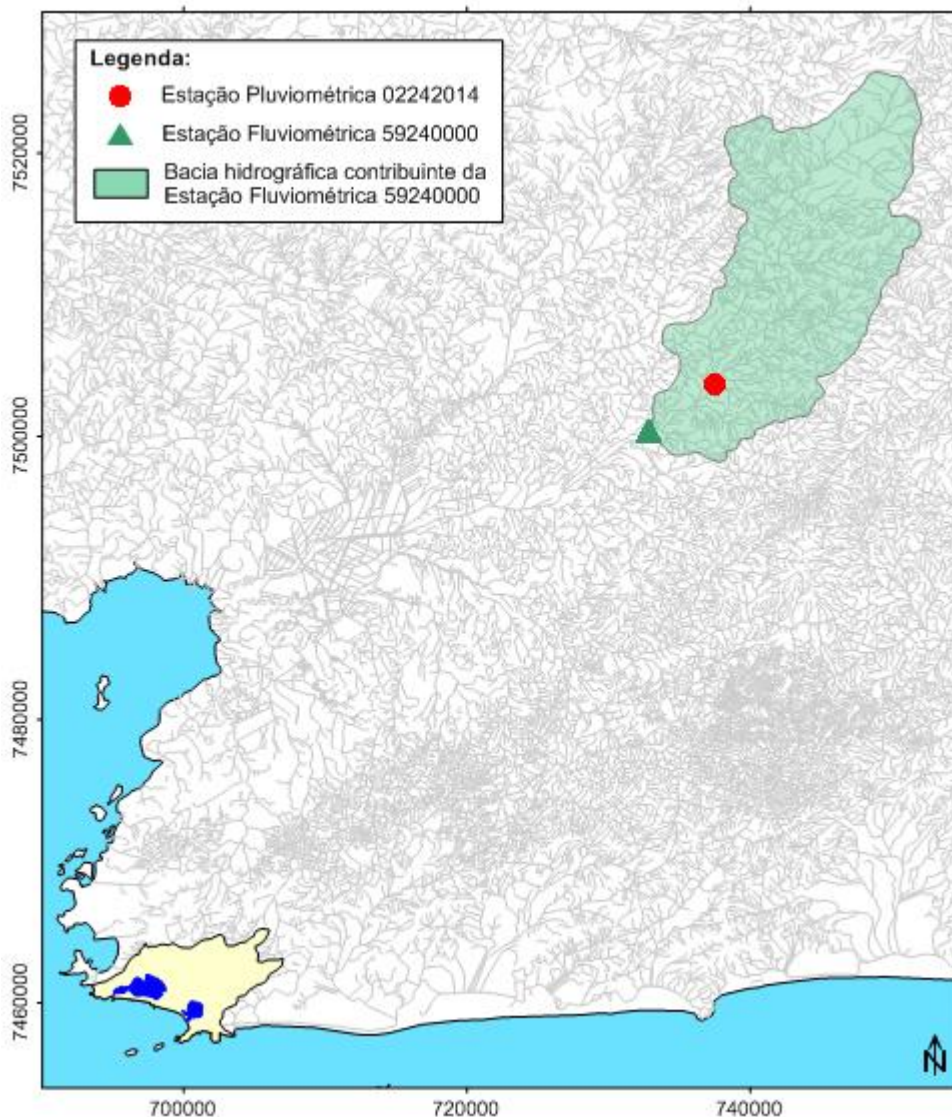 Legenda:
Estação Pluviométrica 02242014
Estação Fluviométrica 59240000
Bacia hidrográfica contribuinte da
Estação Fluviométrica 59240000
7520000
7500000
7480000
7460000
N
700000
720000
740000